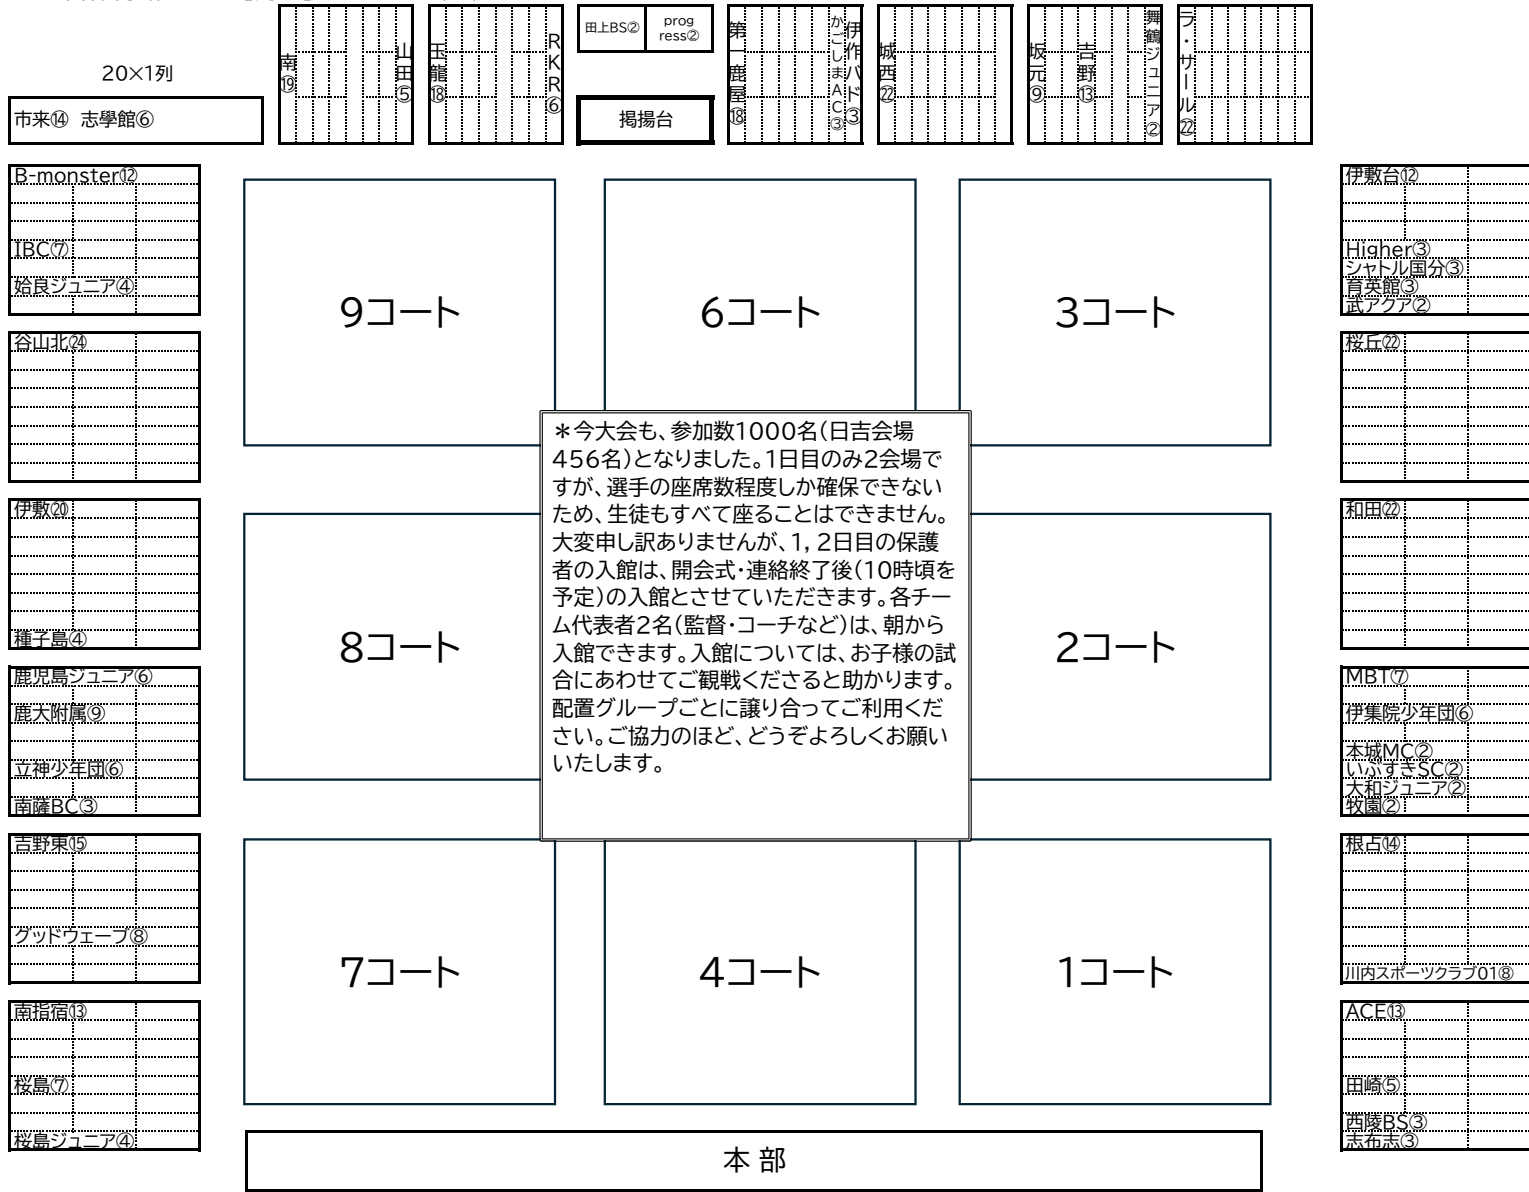 20×1列
市来⑭ 志學館⑥
南⑲
山田⑤
玉龍⑱
RKR⑥
田上BS②
prog
ress②
掲揚台
第一鹿屋⑱
かごしまAC③
伊作バド③
城西㉒
坂元⑨
吉野⑬
舞鶴ジュニア②
ラ・サール㉒
B-monster⑫
IBC⑦
姶良ジュニア④
谷山北㉔
伊敷⑳
種子島④
鹿児島ジュニア⑥
鹿大附属⑨
立神少年団⑥
南薩BC③
吉野東⑮
グッドウェーブ⑧
南指宿⑬
桜島⑦
桜島ジュニア④
9コート
6コート
3コート
8コート
2コート
7コート
4コート
1コート
＊今大会も、参加数1000名(日吉会場
456名)となりました。1日目のみ2会場で
すが、選手の座席数程度しか確保できない
ため、生徒もすべて座ることはできません。
大変申し訳ありませんが、1，2日目の保護
者の入館は、開会式・連絡終了後(10時頃を
予定)の入館とさせていただきます。各チー
ム代表者2名(監督・コーチなど)は、朝から
入館できます。入館については、お子様の試
合にあわせてご観戦くださると助かります。
配置グループごとに譲り合ってご利用くだ
さい。ご協力のほど、どうぞよろしくお願い
いたします。
伊敷台⑫
Higher③
シャトル国分③
育英館③
武アクア②
桜丘㉒
和田㉒
MBT⑦
伊集院少年団⑥
本城MC②
いぶすきSC②
大和ジュニア②
牧園②
根占⑭
川内スポーツクラブ01⑧
ACE⑬
田崎⑤
西陵BS③
志布志③
本 部